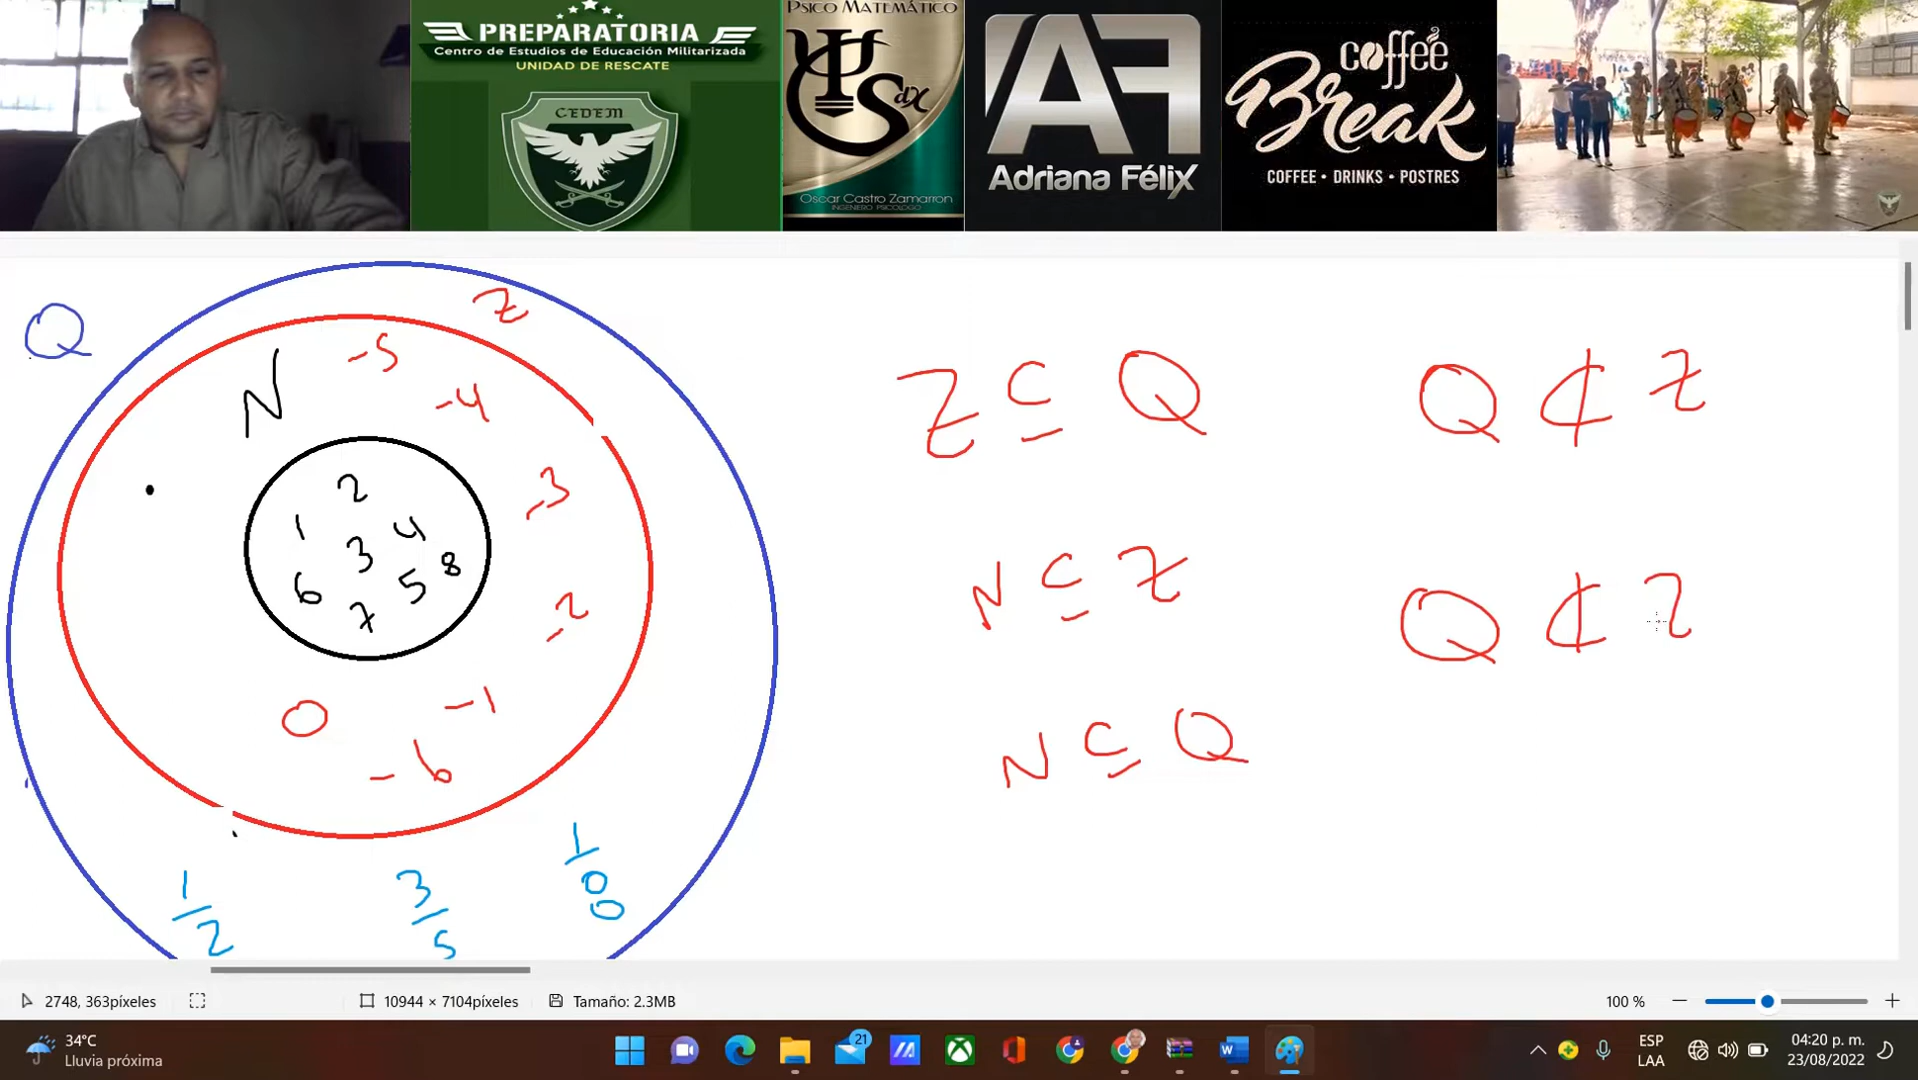 PREPARATORIA
Centro de Estudios de Educación Militarizada
UNIDAD DE RESCATE
CEDEM
PSICO MATEMÁTICO
Oscar Castro Zamarron
INGENIERO PSICOLOGO
AF
Adriana Félix
coffee
Break
COFFEE • DRINKS • POSTRES
Q
Z
N
-5
-4
-3
-2
-1
0
-6
2
1
3
4
8
6
5
7
1/2
3/5
1/00
Z ⊆ Q
Q ⊄ Z
N ⊆ Z
Q ⊄
N ⊆ Q
2748, 363píxeles
10944 × 7104píxeles
Tamaño: 2.3MB
100 %
34°C
Lluvia próxima
21
ESP
LAA
04:20 p. m.
23/08/2022